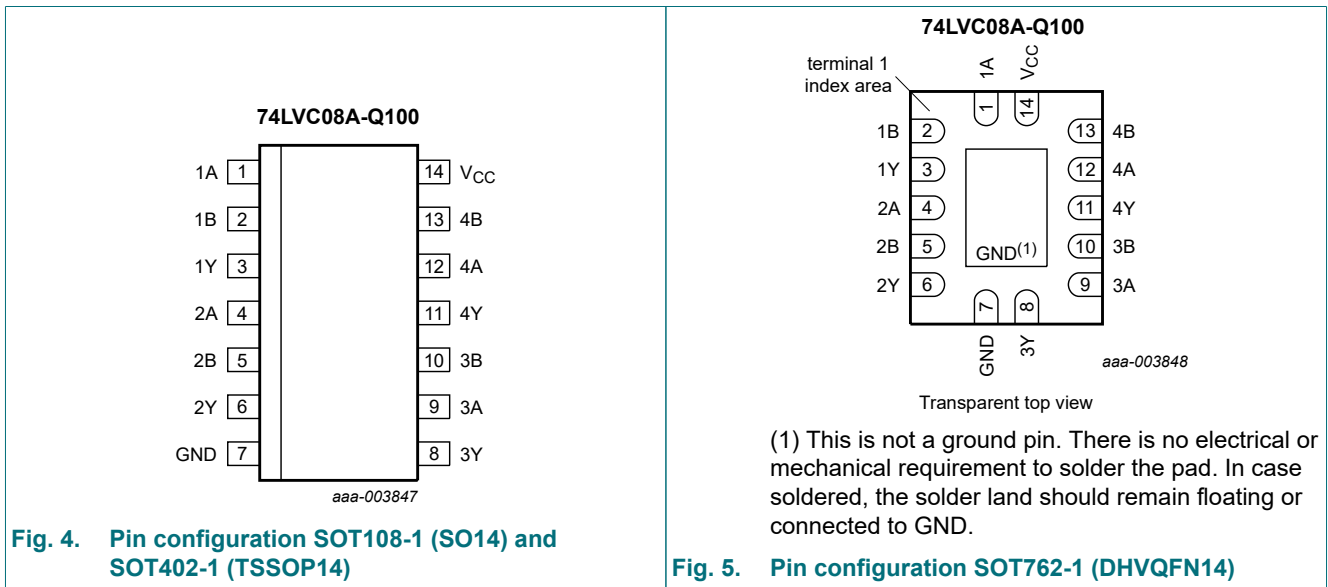 74LVC08A-Q100
1A 1 14 VCC
1B 2 13 4B
1Y 3 12 4A
2A 4 11 4Y
2B 5 10 3B
2Y 6 9 3A
GND 7 8 3Y
aaa-003847
Fig. 4. Pin configuration SOT108-1 (SO14) and
SOT402-1 (TSSOP14)
74LVC08A-Q100
terminal 1
index area
1A VCC
1 14
1B 2 13 4B
1Y 3 12 4A
2A 4 11 4Y
2B 5 10 3B
GND(1)
2Y 6 9 3A
7 8
GND 3Y
aaa-003848
Transparent top view
(1) This is not a ground pin. There is no electrical or
mechanical requirement to solder the pad. In case
soldered, the solder land should remain floating or
connected to GND.
Fig. 5. Pin configuration SOT762-1 (DHVQFN14)